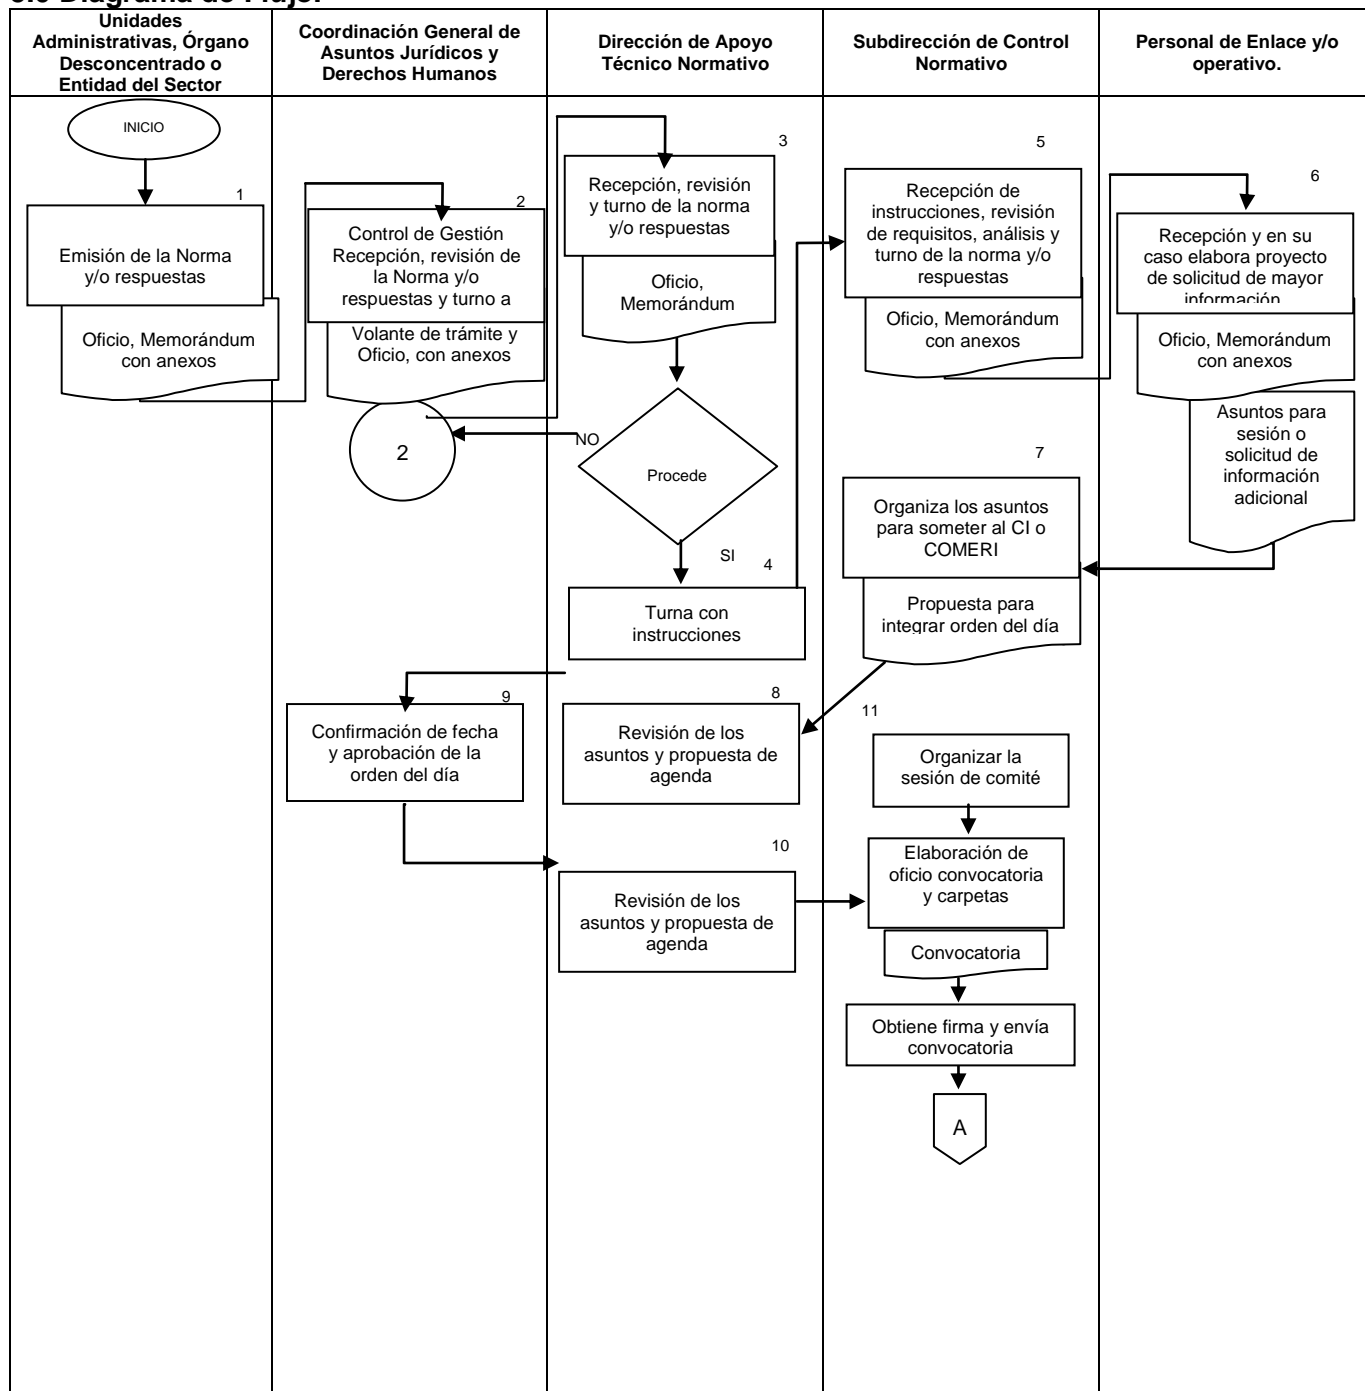 Unidades
Administrativas, Órgano
Desconcentrado o
Entidad del Sector
Coordinación General de
Asuntos Jurídicos y
Derechos Humanos
Dirección de Apoyo
Técnico Normativo
Subdirección de Control
Normativo
Personal de Enlace y/o
operativo.
INICIO
1
Emisión de la Norma
y/o respuestas
Oficio, Memorándum
con anexos
2
Control de Gestión
Recepción, revisión de
la Norma y/o
respuestas y turno a
Volante de trámite y
Oficio, con anexos
2
3
Recepción, revisión
y turno de la norma
y/o respuestas
Oficio,
Memorándum
NO
Procede
SI
4
Turna con
instrucciones
5
Recepción de
instrucciones, revisión
de requisitos, análisis y
turno de la norma y/o
respuestas
Oficio, Memorándum
con anexos
6
Recepción y en su
caso elabora proyecto
de solicitud de mayor
información
Oficio, Memorándum
con anexos
Asuntos para
sesión o
solicitud de
información
adicional
7
Organiza los asuntos
para someter al CI o
COMERI
Propuesta para
integrar orden del día
8
Revisión de los
asuntos y propuesta de
agenda
9
Confirmación de fecha
y aprobación de la
orden del día
10
Revisión de los
asuntos y propuesta de
agenda
11
Organizar la
sesión de comité
Elaboración de
oficio convocatoria
y carpetas
Convocatoria
Obtiene firma y envía
convocatoria
A